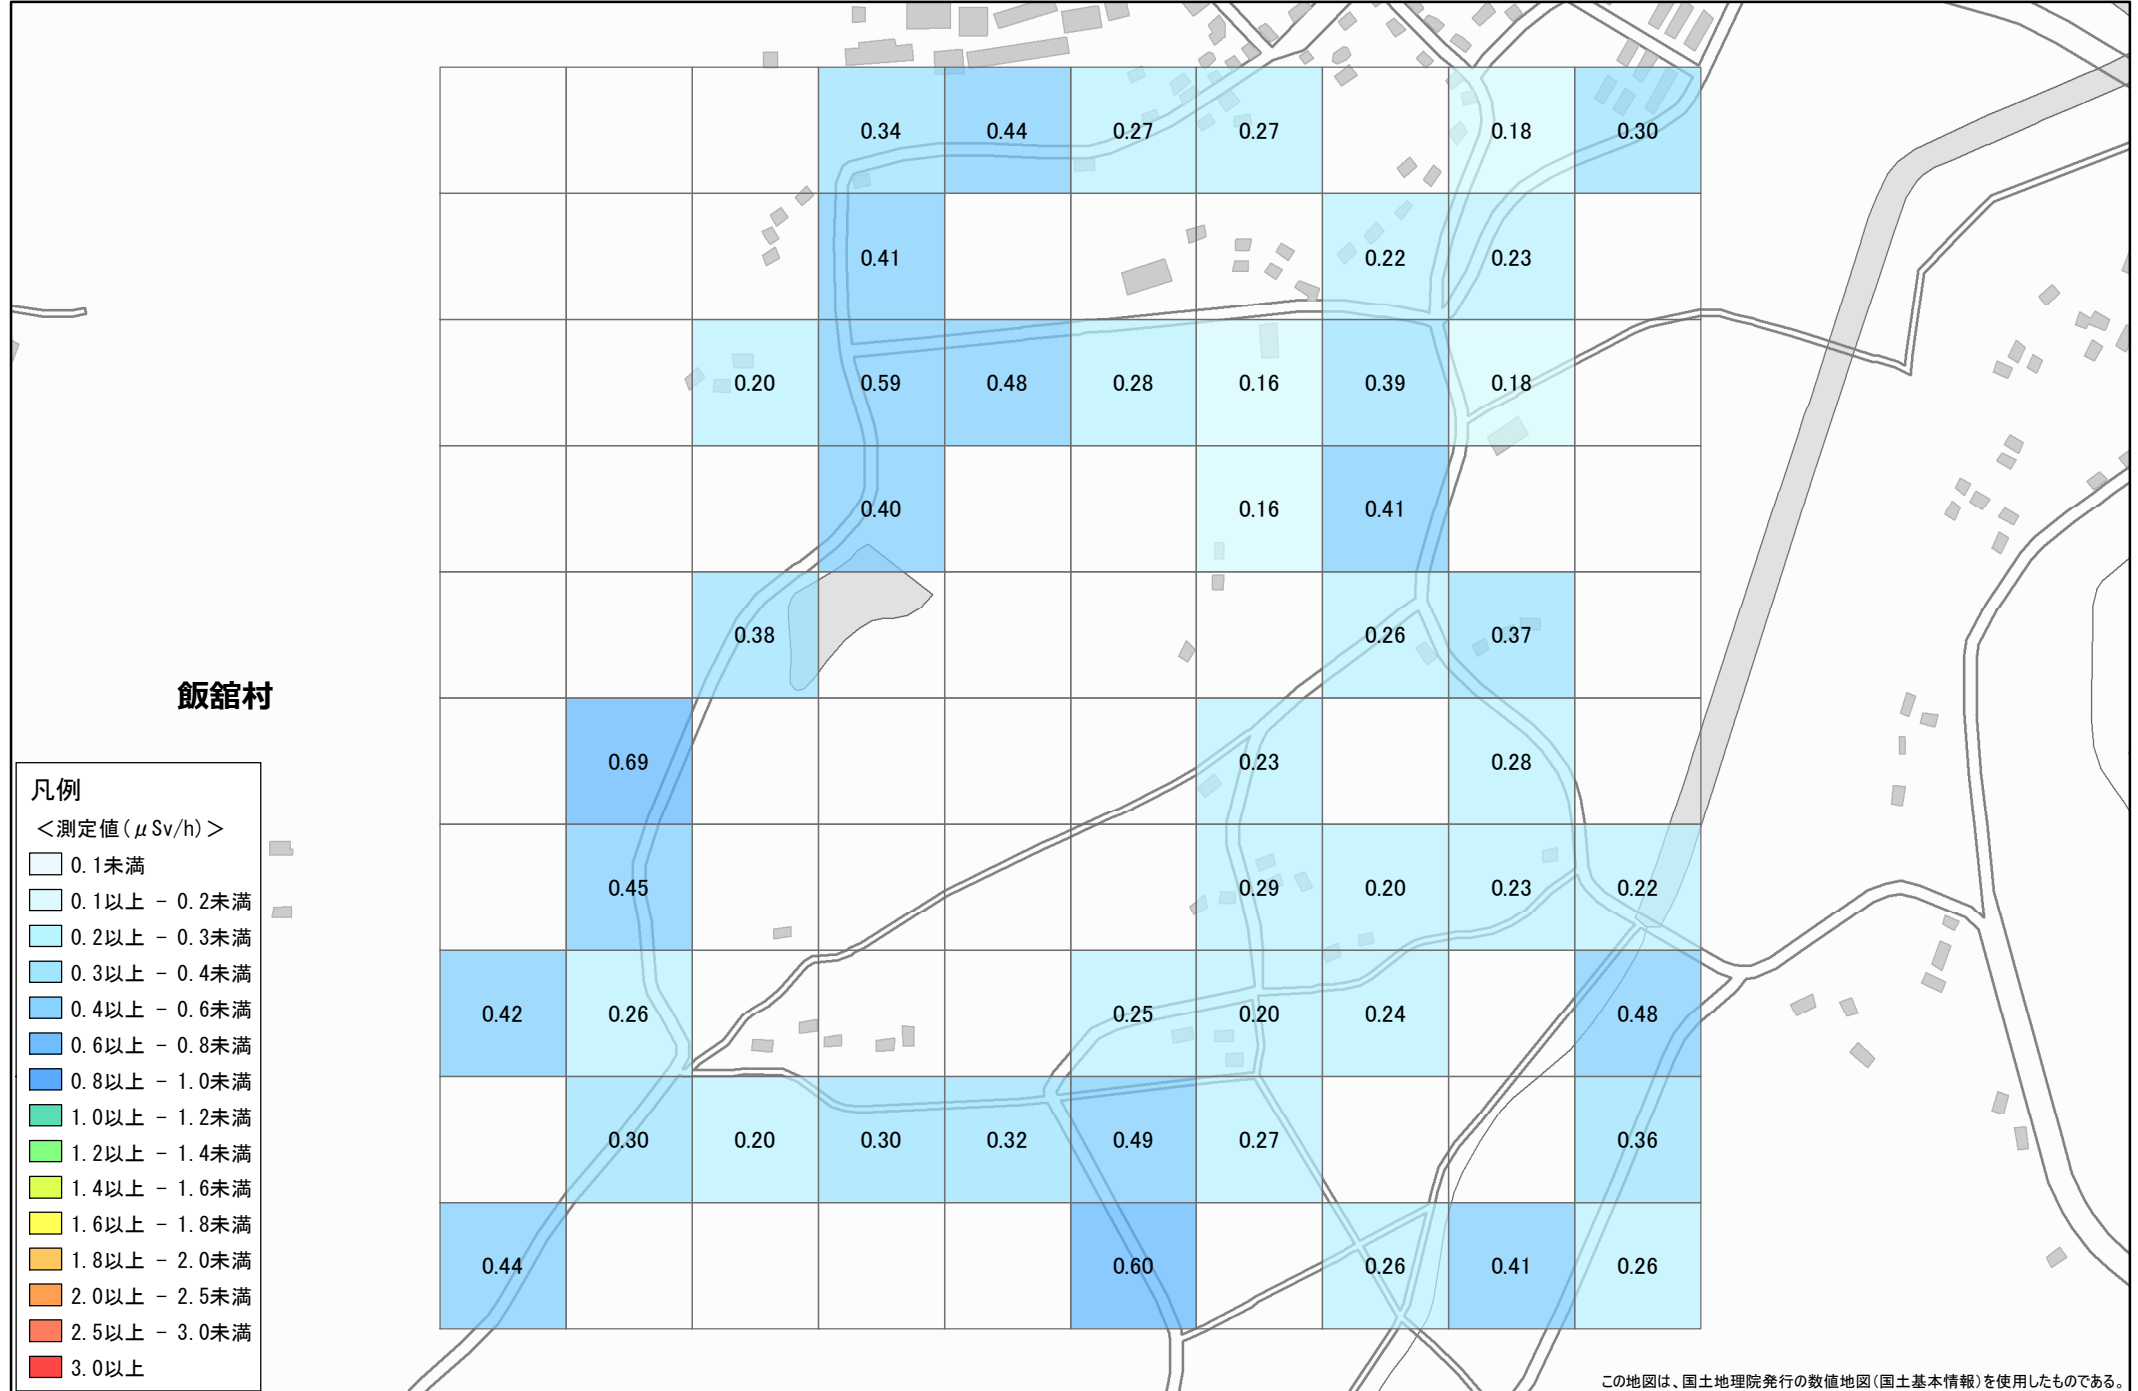 0.34 0.44 0.27 0.27 0.18 0.30
0.41 0.22 0.23
0.20 0.59 0.48 0.28 0.16 0.39 0.18
0.40 0.16 0.41
0.38 0.26 0.37
飯舘村
0.69 0.23 0.28
0.45 0.29 0.20 0.23 0.22
0.42 0.26 0.25 0.20 0.24 0.48
0.30 0.20 0.30 0.32 0.49 0.27 0.36
0.44 0.60 0.26 0.41 0.26
凡例
＜測定値(μSv/h)＞
0.1未満
0.1以上 - 0.2未満
0.2以上 - 0.3未満
0.3以上 - 0.4未満
0.4以上 - 0.6未満
0.6以上 - 0.8未満
0.8以上 - 1.0未満
1.0以上 - 1.2未満
1.2以上 - 1.4未満
1.4以上 - 1.6未満
1.6以上 - 1.8未満
1.8以上 - 2.0未満
2.0以上 - 2.5未満
2.5以上 - 3.0未満
3.0以上
この地図は、国土地理院発行の数値地図(国土基本情報)を使用したものである。